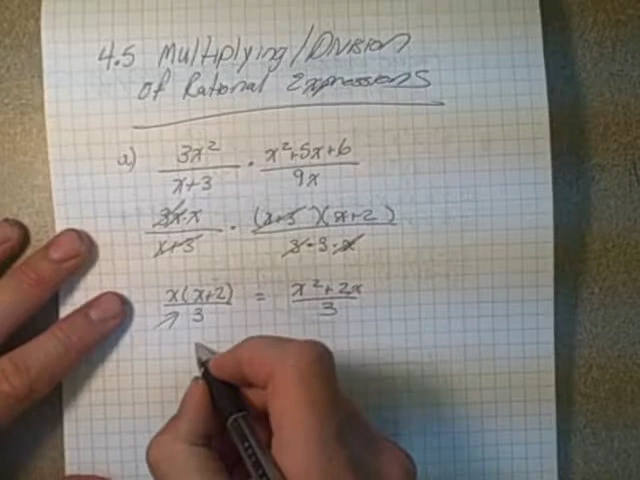 4.5 Multiplying/Division
of Rational Expressions
a) 3x²/x+3 · x²+5x+6/9x
3x·x/x+3 · (x+3)(x+2)/3·3·x
x(x+2)/3 = x²+2x/3